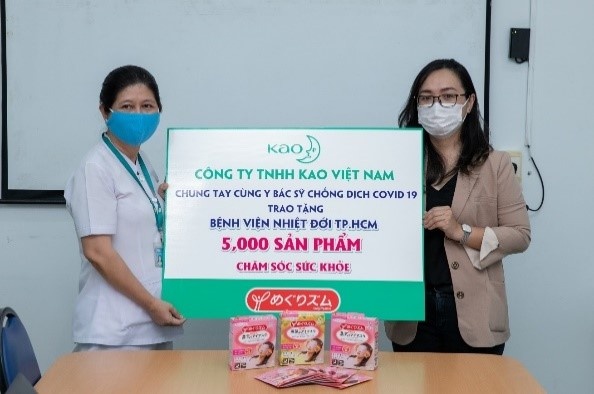 Kao
CÔNG TY TNHH KAO VIỆT NAM
CHUNG TAY CÙNG Y BÁC SỸ CHỐNG DỊCH COVID 19
TRAO TẶNG
BỆNH VIỆN NHIỆT ĐỚI TP.HCM
5,000 SẢN PHẨM
CHĂM SÓC SỨC KHỎE
めぐりズム